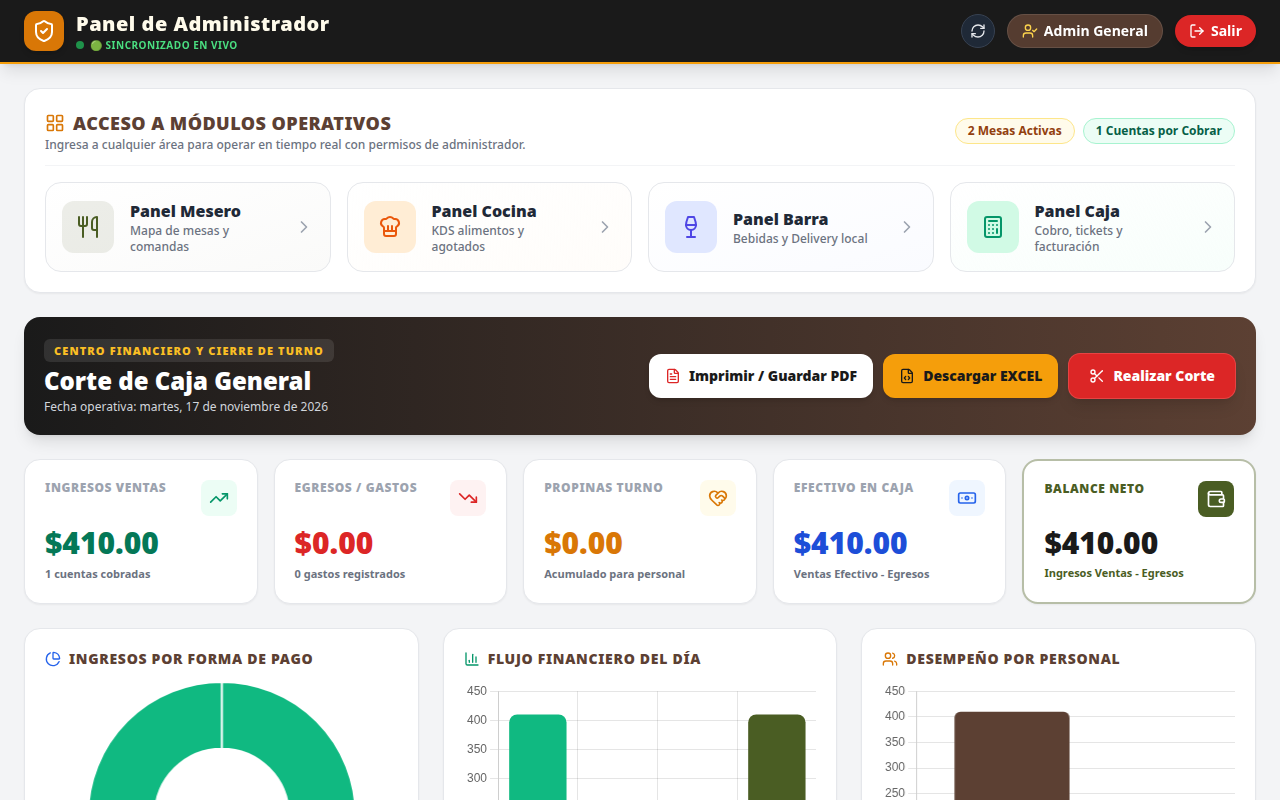 Panel de Administrador
🟢 SINCRONIZADO EN VIVO
Admin General
Salir
ACCESO A MÓDULOS OPERATIVOS
Ingresa a cualquier área para operar en tiempo real con permisos de administrador.
2 Mesas Activas
1 Cuentas por Cobrar
Panel Mesero
Mapa de mesas y
comandas
Panel Cocina
KDS alimentos y
agotados
Panel Barra
Bebidas y Delivery local
Panel Caja
Cobro, tickets y
facturación
CENTRO FINANCIERO Y CIERRE DE TURNO
Corte de Caja General
Fecha operativa: martes, 17 de noviembre de 2026
Imprimir / Guardar PDF
Descargar EXCEL
Realizar Corte
INGRESOS VENTAS
$410.00
1 cuentas cobradas
EGRESOS / GASTOS
$0.00
0 gastos registrados
PROPINAS TURNO
$0.00
Acumulado para personal
EFECTIVO EN CAJA
$410.00
Ventas Efectivo - Egresos
BALANCE NETO
$410.00
Ingresos Ventas - Egresos
INGRESOS POR FORMA DE PAGO
FLUJO FINANCIERO DEL DÍA
450
400
350
300
DESEMPEÑO POR PERSONAL
450
400
350
300
250